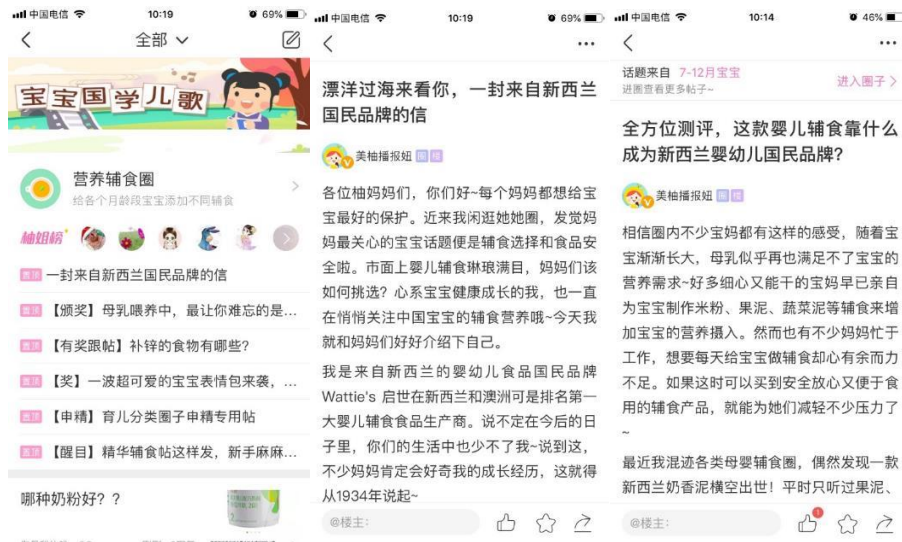 中国电信
10:19
69%
全部
宝宝国学儿歌
营养辅食圈
给各个月龄段宝宝添加不同辅食
柚姐榜
置顶 一封来自新西兰国民品牌的信
置顶 【颁奖】母乳喂养中，最让你难忘的是...
置顶 【有奖跟帖】补锌的食物有哪些?
置顶 【奖】一波超可爱的宝宝表情包来袭，...
置顶 【申精】育儿分类圈子申精专用帖
置顶 【醒目】精华辅食帖这样发，新手麻麻...
哪种奶粉好？？
中国电信
10:19
69%
漂洋过海来看你，一封来自新西兰
国民品牌的信
美柚播报妞
各位柚妈妈们，你们好~每个妈妈都想给宝
宝最好的保护。近来我闲逛她她圈，发觉妈
妈最关心的宝宝话题便是辅食选择和食品安
全啦。市面上婴儿辅食琳琅满目，妈妈们该
如何挑选？心系宝宝健康成长的我，也一直
在悄悄关注中国宝宝的辅食营养哦~今天我
就和妈妈们好好介绍下自己。
我是来自新西兰的婴幼儿食品国民品牌
Wattie's 启世在新西兰和澳洲可是排名第一
大婴儿辅食食品生产商。说不定在今后的日
子里，你们的生活中也少不了我~说到这，
不少妈妈肯定会好奇我的成长经历，这就得
从1934年说起~
@楼主:
中国电信
10:14
46%
话题来自 7-12月宝宝
进圈查看更多帖子~
进入圈子
全方位测评，这款婴儿辅食靠什么
成为新西兰婴幼儿国民品牌？
美柚播报妞
相信圈内不少宝妈都有这样的感受，随着宝
宝渐渐长大，母乳似乎再也满足不了宝宝的
营养需求~好多细心又能干的宝妈早已亲自
为宝宝制作米粉、果泥、蔬菜泥等辅食来增
加宝宝的营养摄入。然而也有不少妈妈忙于
工作，想要每天给宝宝做辅食却心有余而力
不足。如果这时可以买到安全放心又便于食
用的辅食产品，就能为她们减轻不少压力了
~
最近我混迹各类母婴辅食圈，偶然发现一款
新西兰奶香泥横空出世！平时只听过果泥、
@楼主:
1